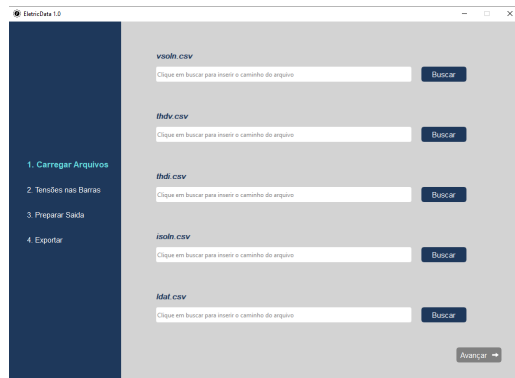 EletricData 1.0
1. Carregar Arquivos
2. Tensões nas Barras
3. Preparar Saida
4. Exportar
vsoln.csv
Clique em buscar para inserir o caminho do arquivo
Buscar
thdv.csv
Clique em buscar para inserir o caminho do arquivo
Buscar
thdi.csv
Clique em buscar para inserir o caminho do arquivo
Buscar
isoln.csv
Clique em buscar para inserir o caminho do arquivo
Buscar
ldat.csv
Clique em buscar para inserir o caminho do arquivo
Buscar
Avançar